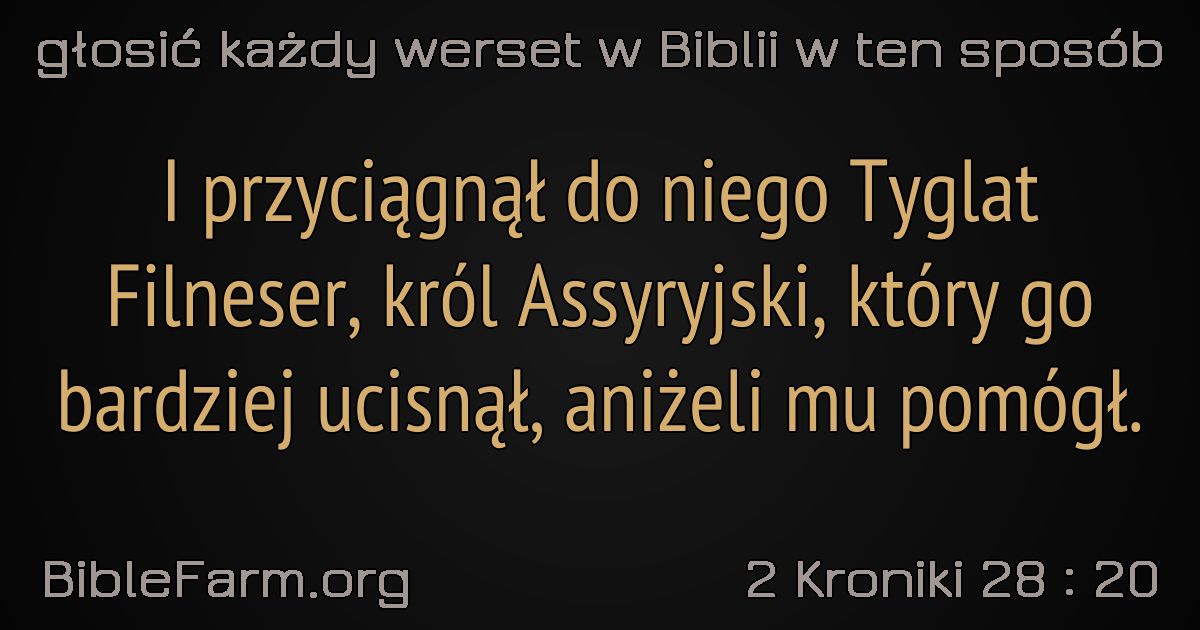 głosić każdy werset w Biblii w ten sposób
I przyciągnął do niego Tyglat
Filneser, król Assyryjski, który go
bardziej ucisnął, aniżeli mu pomógł.
BibleFarm.org
2 Kroniki 28 : 20